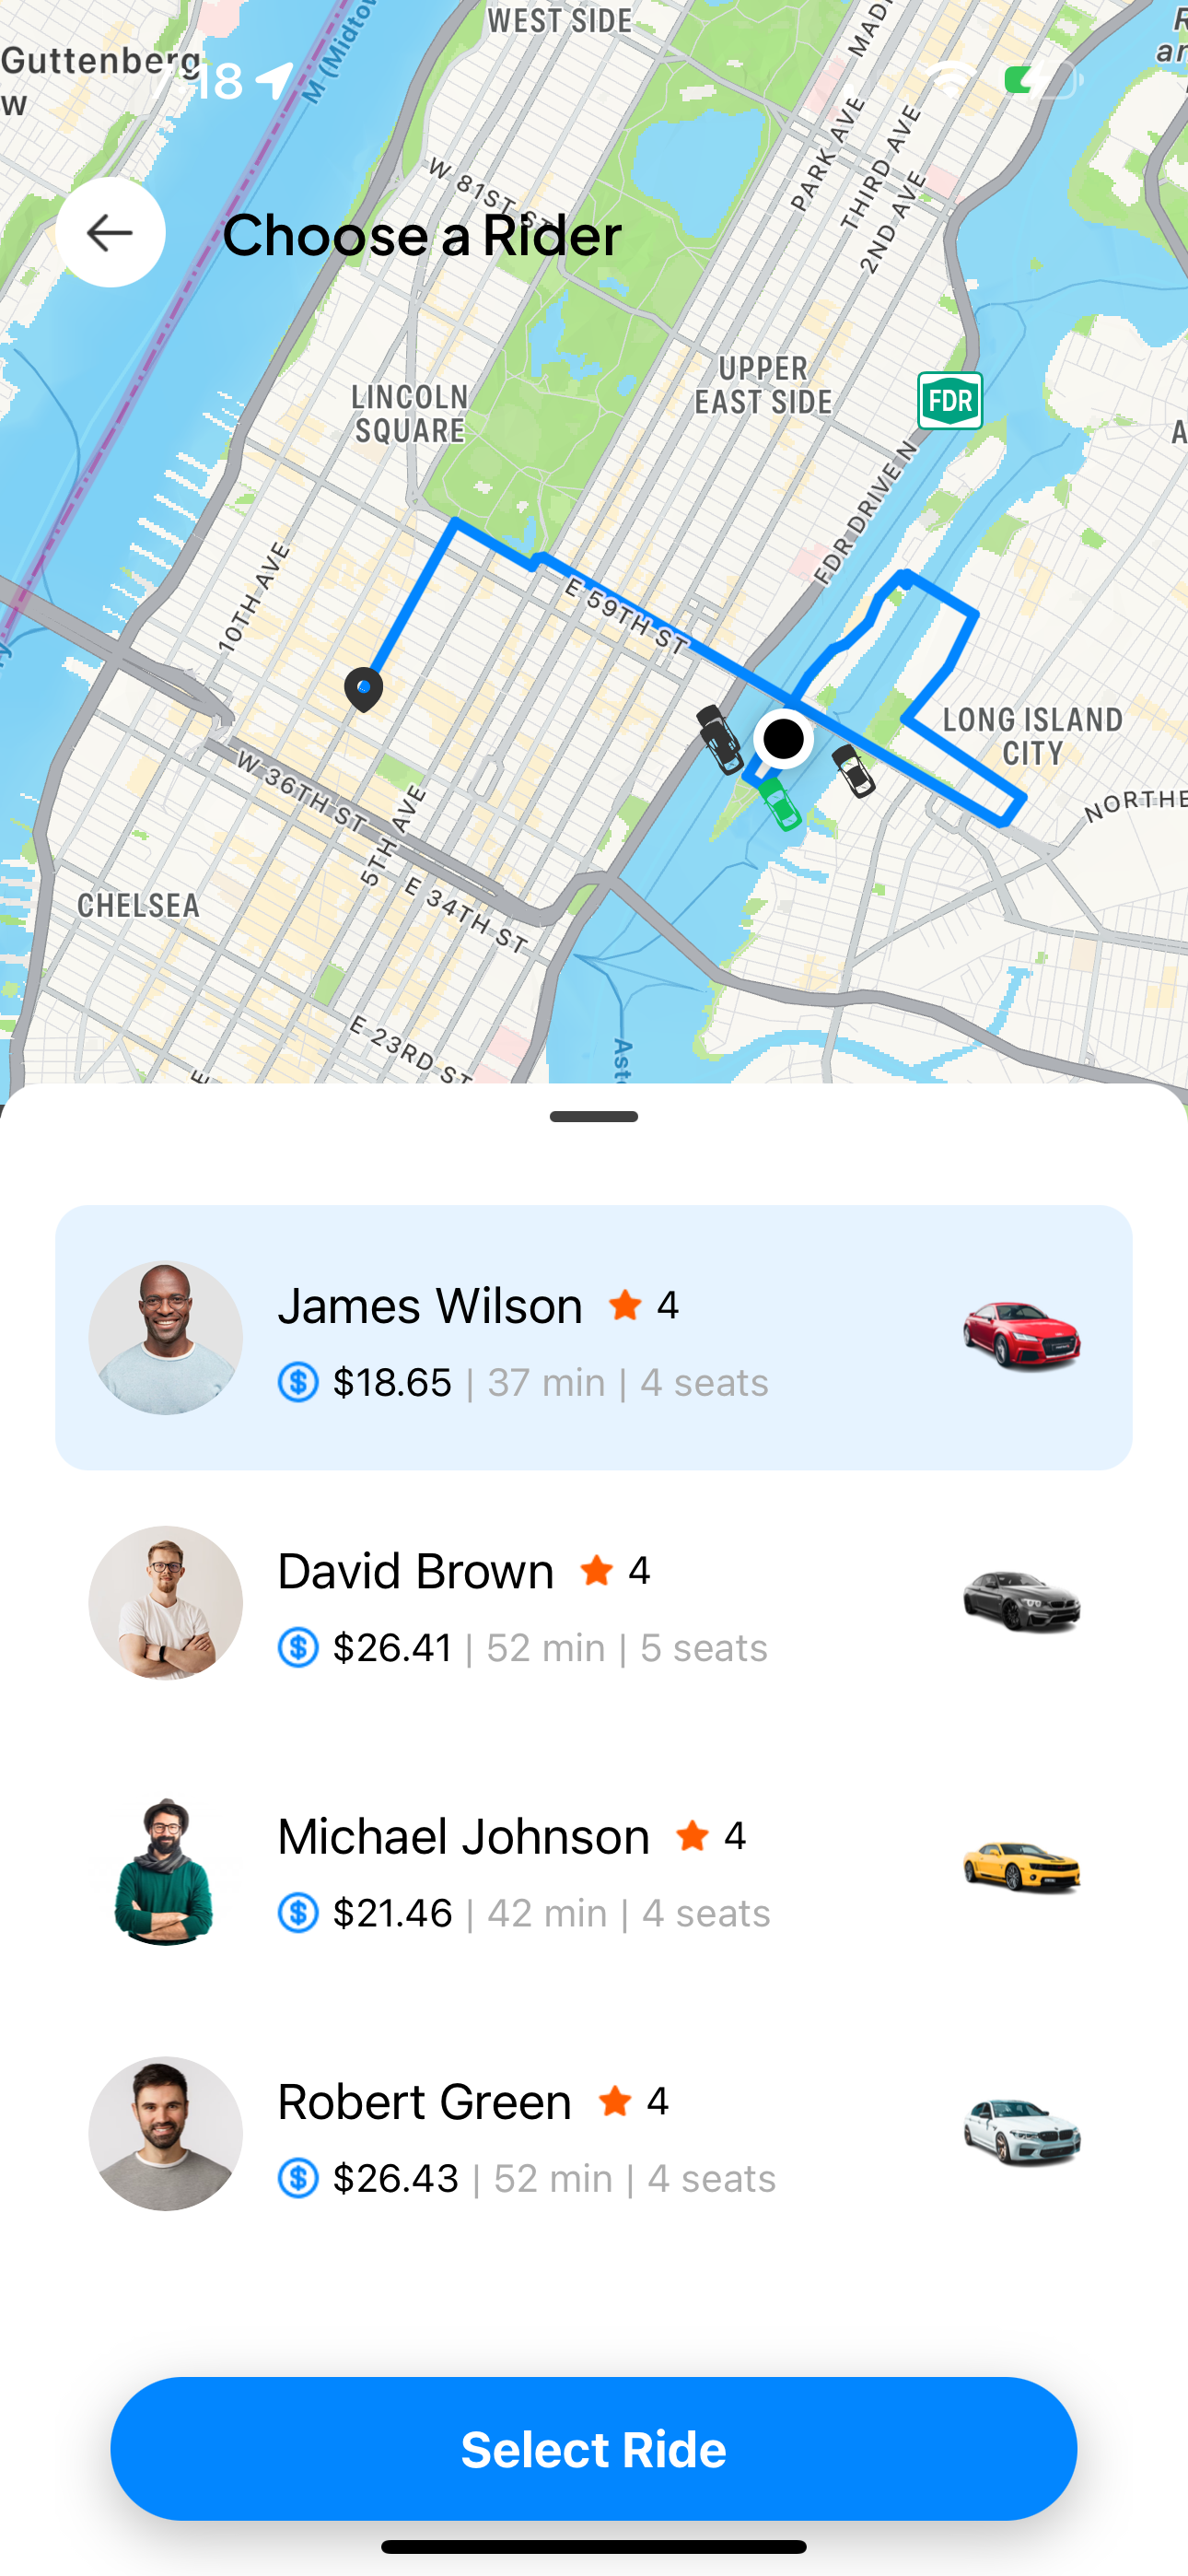 WEST SIDE
Guttenberg
w
18
M (Midtow
MADI
PARK AVE
THIRD AVE
2ND AVE
W 81ST ST
Choose a Rider
UPPER
EAST SIDE
LINCOLN
SQUARE
FDR
FDR DRIVE N
10TH AVE
E 59TH ST
LONG ISLAND
CITY
W 36TH ST
5TH AVE
NORTHE
E 34TH ST
CHELSEA
E 23RD ST
Asto
James Wilson 4
$18.65 | 37 min | 4 seats
David Brown 4
$26.41 | 52 min | 5 seats
Michael Johnson 4
$21.46 | 42 min | 4 seats
Robert Green 4
$26.43 | 52 min | 4 seats
Select Ride